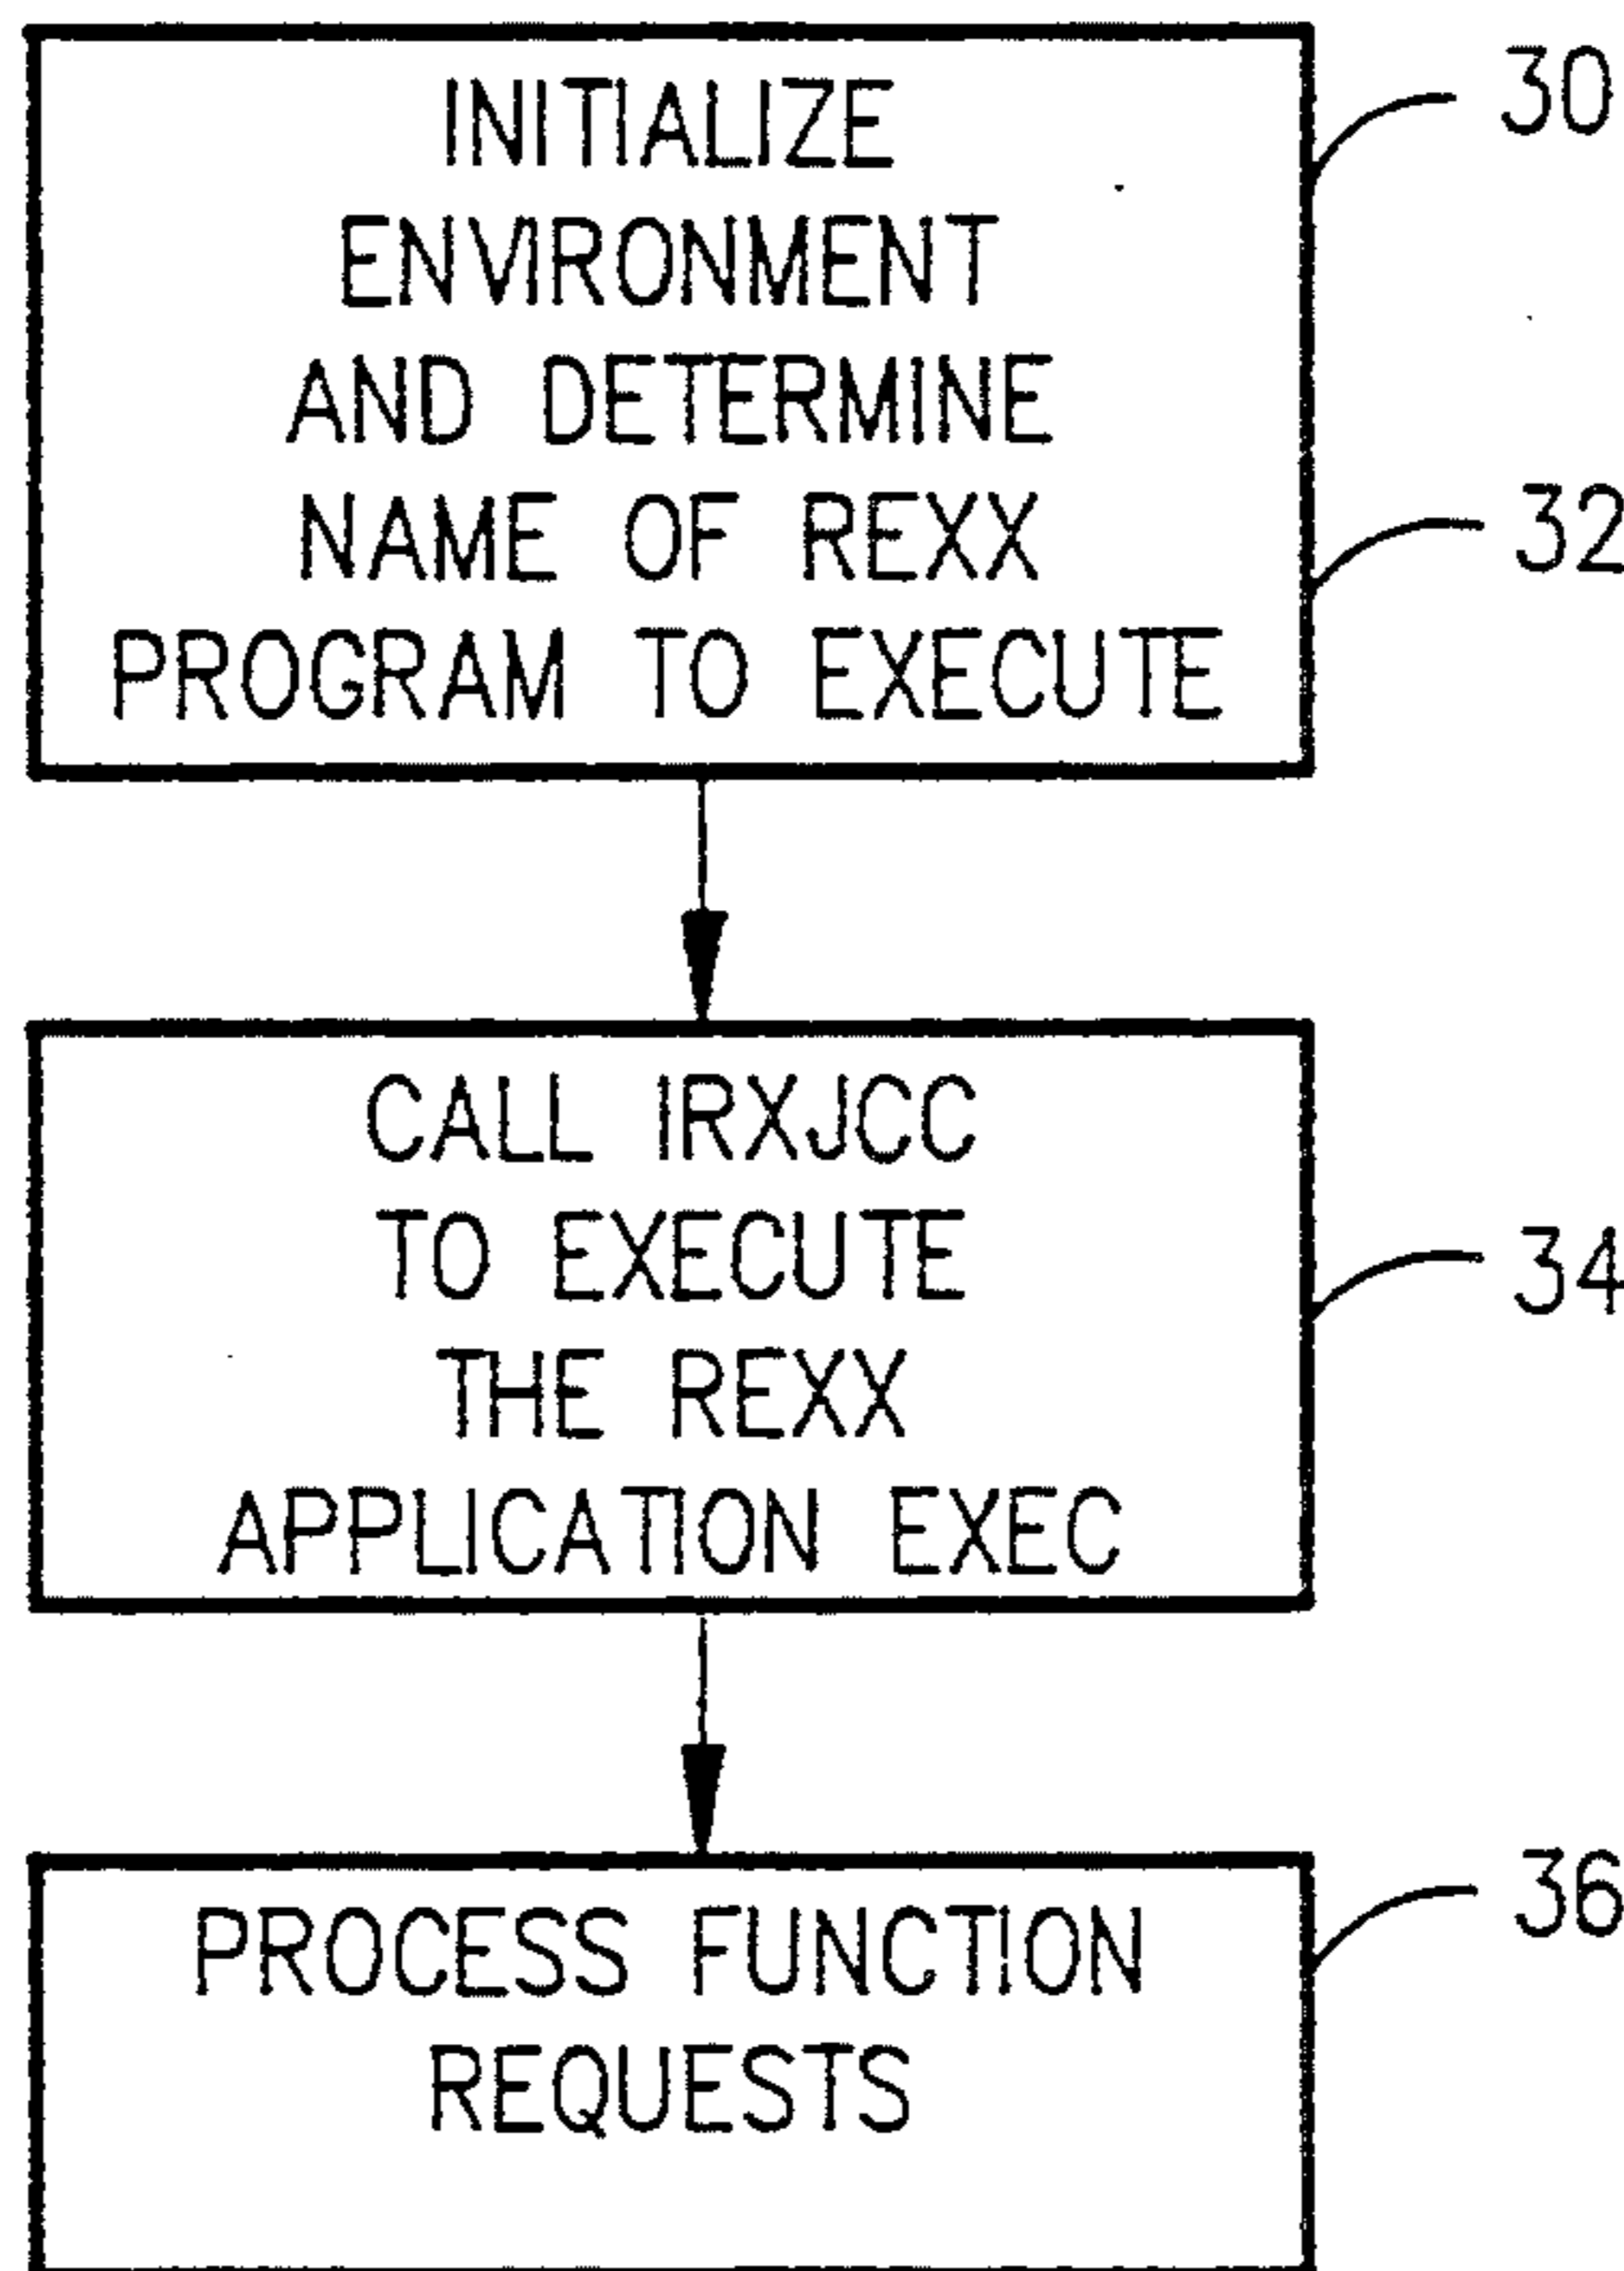 INITIALIZE
ENVIRONMENT
AND DETERMINE
NAME OF REXX
PROGRAM TO EXECUTE
30
32
CALL IRXJCC
TO EXECUTE
THE REXX
APPLICATION EXEC
34
PROCESS FUNCTION
REQUESTS
36